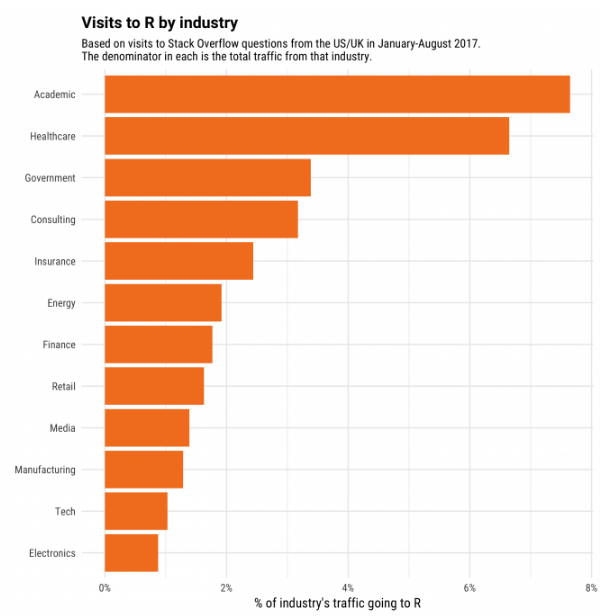 Visits to R by industry
Based on visits to Stack Overflow questions from the US/UK in January-August 2017.
The denominator in each is the total traffic from that industry.
Academic
Healthcare
Government
Consulting
Insurance
Energy
Finance
Retail
Media
Manufacturing
Tech
Electronics
0% 2% 4% 6% 8%
% of industry's traffic going to R